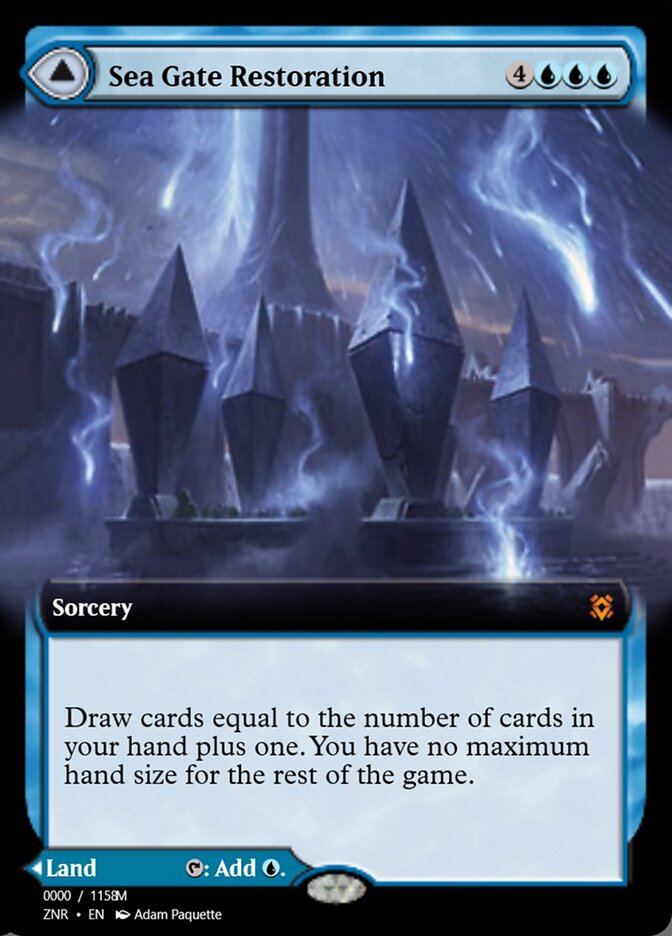 Sea Gate Restoration 4
Sorcery
Draw cards equal to the number of cards in
your hand plus one. You have no maximum
hand size for the rest of the game.
Land : Add .
0000 / 1158M
ZNR • EN Adam Paquette